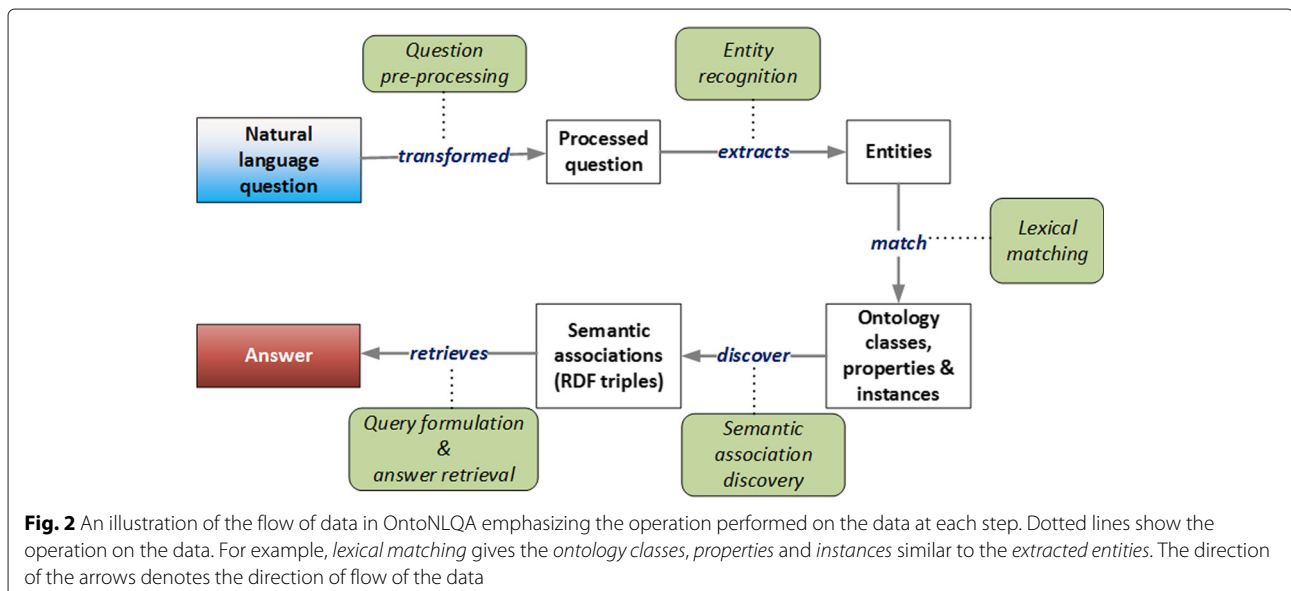 Question
pre-processing
Entity
recognition
Natural
language
question
transformed
Processed
question
extracts
Entities
match
Lexical
matching
Answer
retrieves
Semantic
associations
(RDF triples)
discover
Ontology
classes,
properties &
instances
Query formulation
&
answer retrieval
Semantic
association
discovery
Fig. 2 An illustration of the flow of data in OntoNLQA emphasizing the operation performed on the data at each step. Dotted lines show the
operation on the data. For example, lexical matching gives the ontology classes, properties and instances similar to the extracted entities. The direction
of the arrows denotes the direction of flow of the data